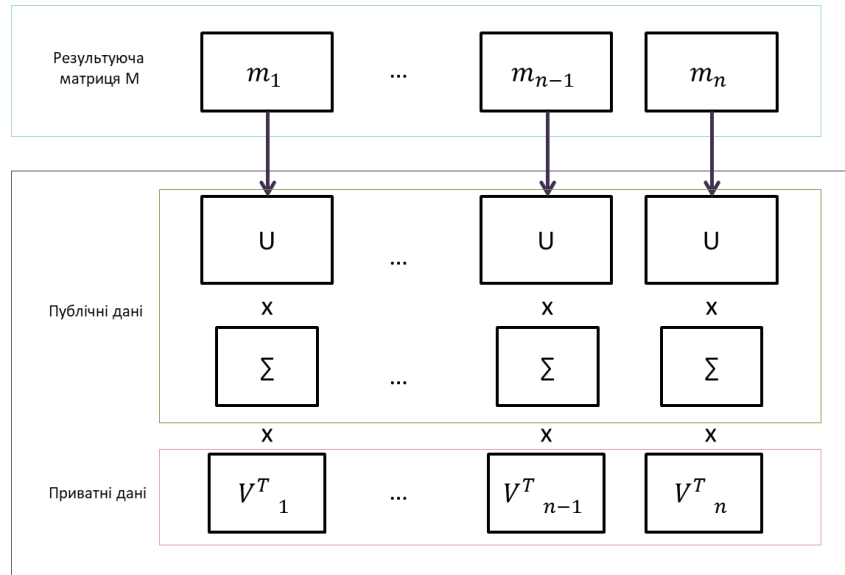 Результуюча
матриця М
m₁ ... mₙ₋₁ mₙ
U ... U U
x x x
Публічні дані
∑ ... ∑ ∑
x x x
Приватні дані
Vᵀ₁ ... Vᵀₙ₋₁ Vᵀₙ